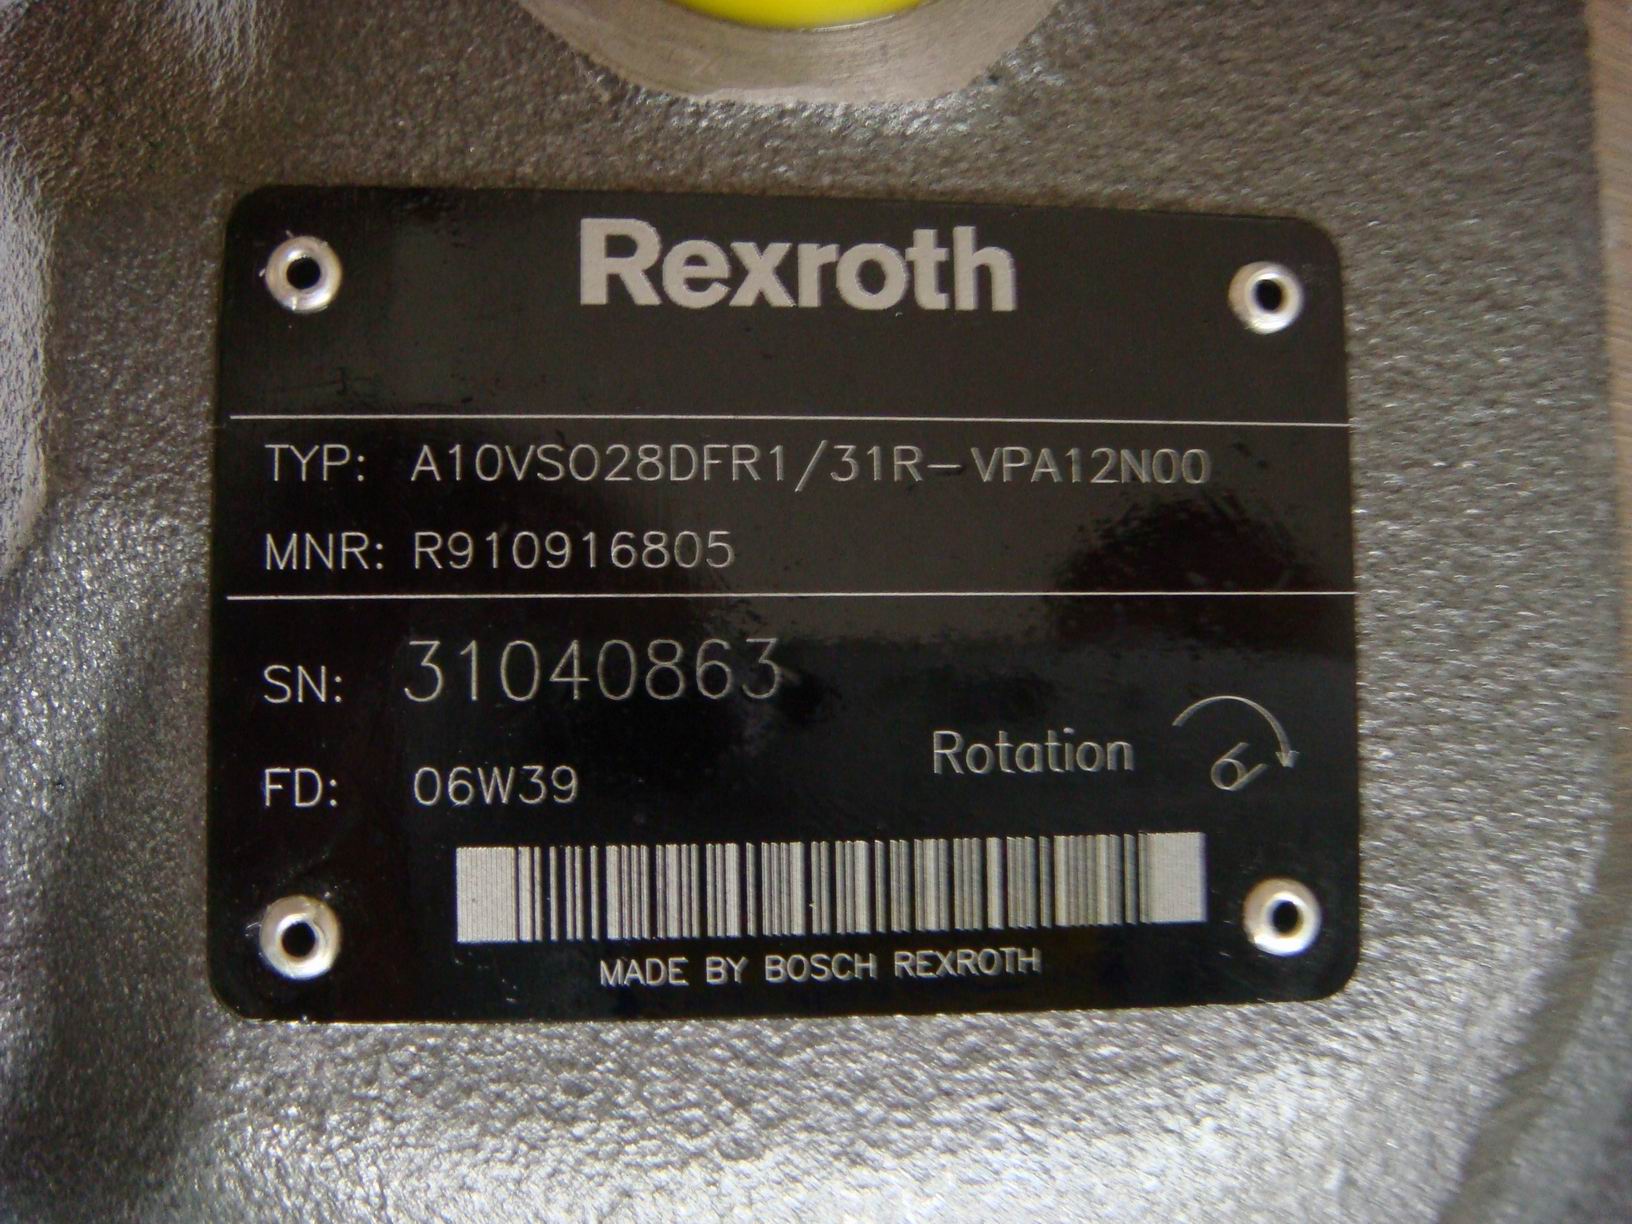 Rexroth
TYP: A10VSO28DFR1/31R-VPA12N00
MNR: R910916805
SN: 31040863
Rotation
FD: 06W39
MADE BY BOSCH REXROTH